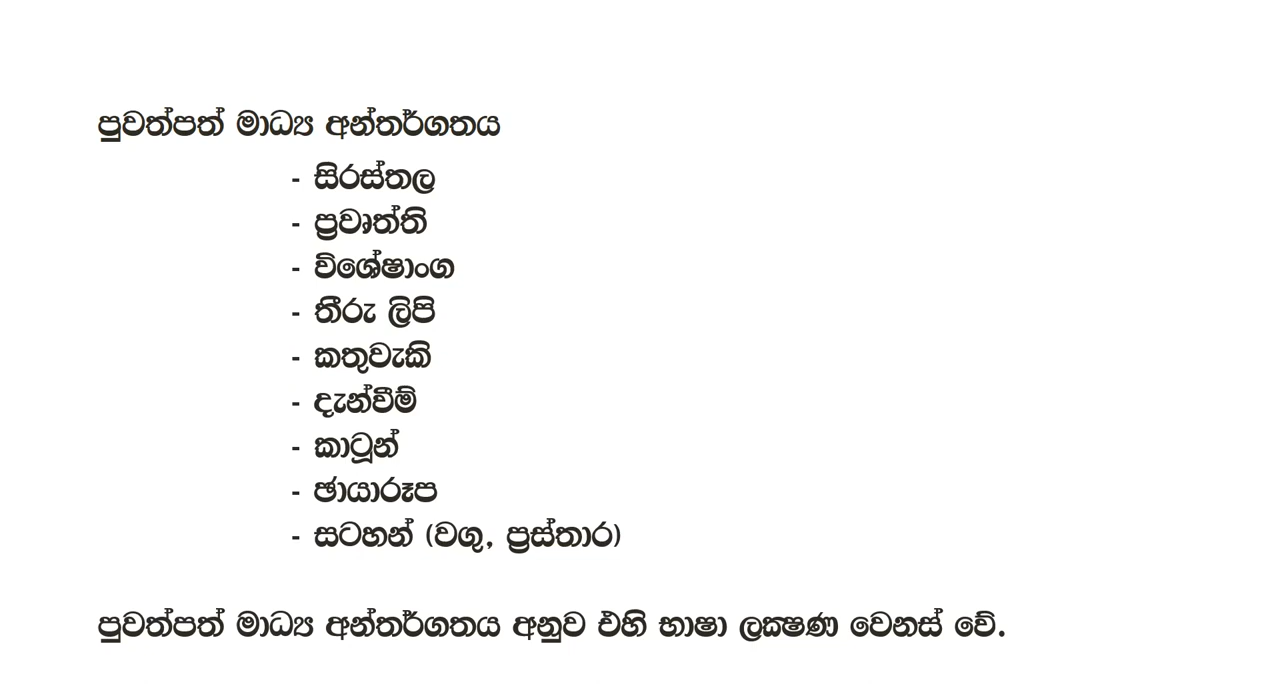 පුවත්පත් මාධ්‍ය අන්තර්ගතය
- සිරස්තල
- ප්‍රවෘත්ති
- විශේෂාංග
- තීරු ලිපි
- කතුවැකි
- දැන්වීම්
- කාටූන්
- ඡායාරූප
- සටහන් (වගු, ප්‍රස්තාර)
පුවත්පත් මාධ්‍ය අන්තර්ගතය අනුව එහි භාෂා ලක්‍ෂණ වෙනස් වේ.